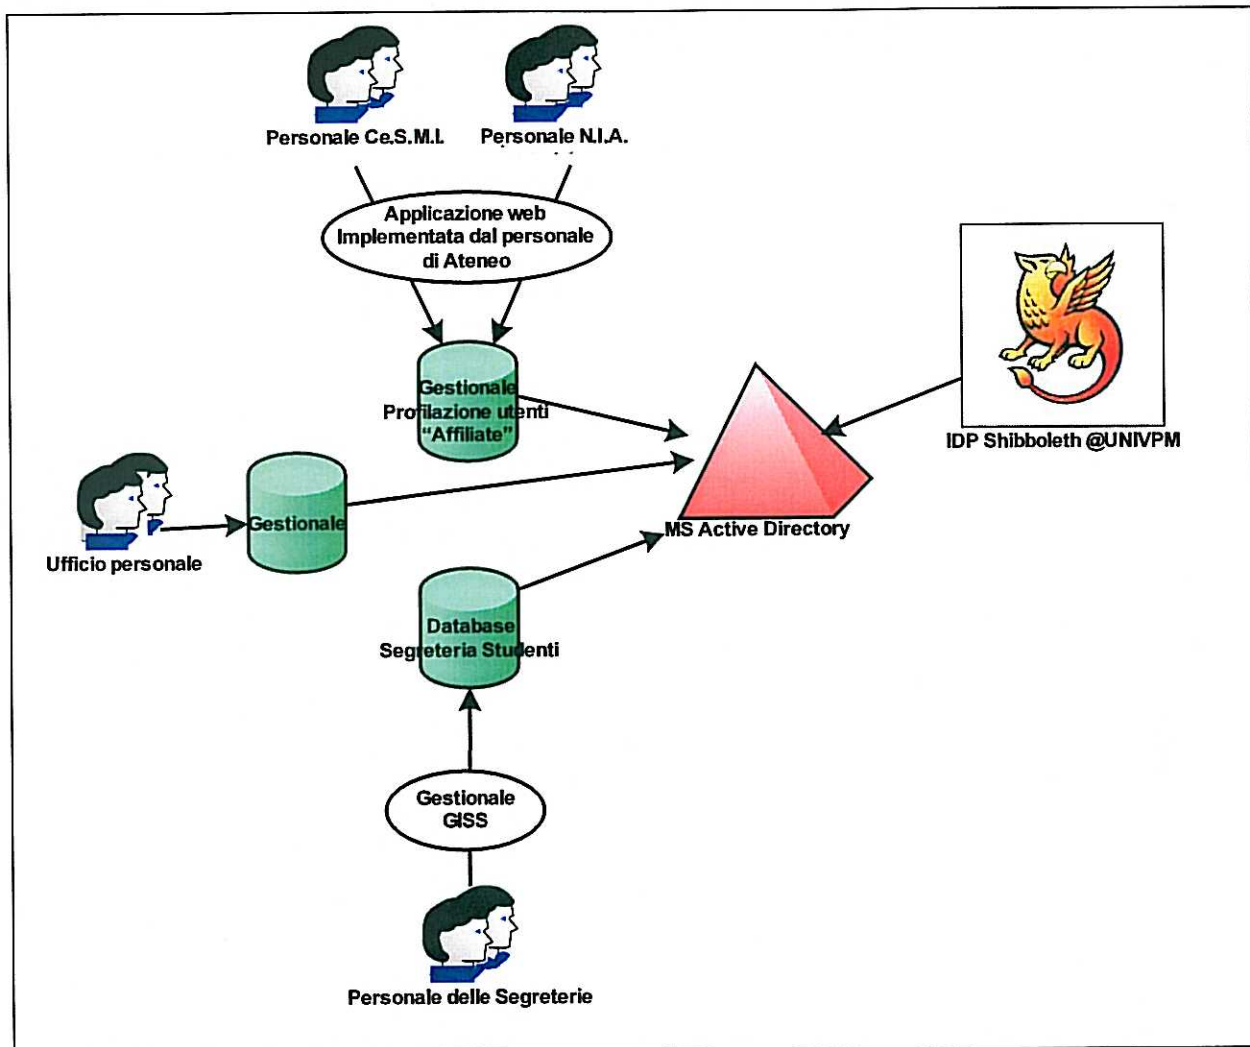 Personale Ce.S.M.I.
Personale N.I.A.
Applicazione web
Implementata dal personale
di Ateneo
Gestionale
Profilazione utenti
"Affiliate"
IDP Shibboleth @UNIVPM
MS Active Directory
Gestionale
Ufficio personale
Database
Segreteria Studenti
Gestionale
GISS
Personale delle Segreterie